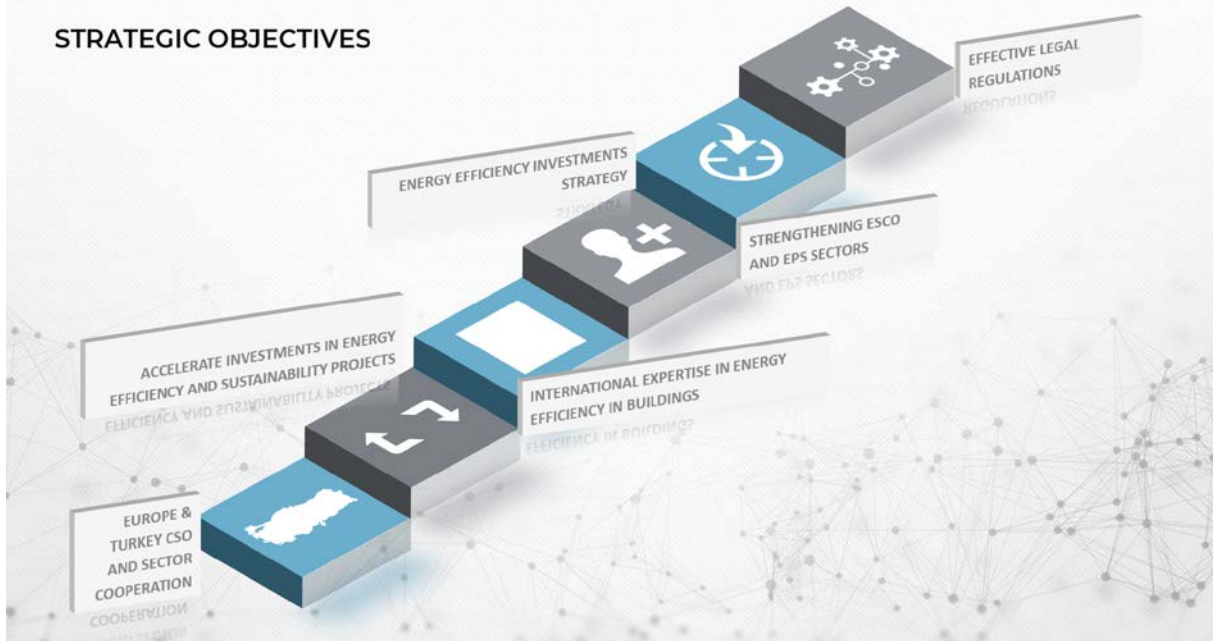 STRATEGIC OBJECTIVES
EFFECTIVE LEGAL
REGULATIONS
ENERGY EFFICIENCY INVESTMENTS
STRATEGY
STRENGTHENING ESCO
AND EPS SECTORS
ACCELERATE INVESTMENTS IN ENERGY
EFFICIENCY AND SUSTAINABILITY PROJECTS
INTERNATIONAL EXPERTISE IN ENERGY
EFFICIENCY IN BUILDINGS
EUROPE &
TURKEY CSO
AND SECTOR
COOPERATION